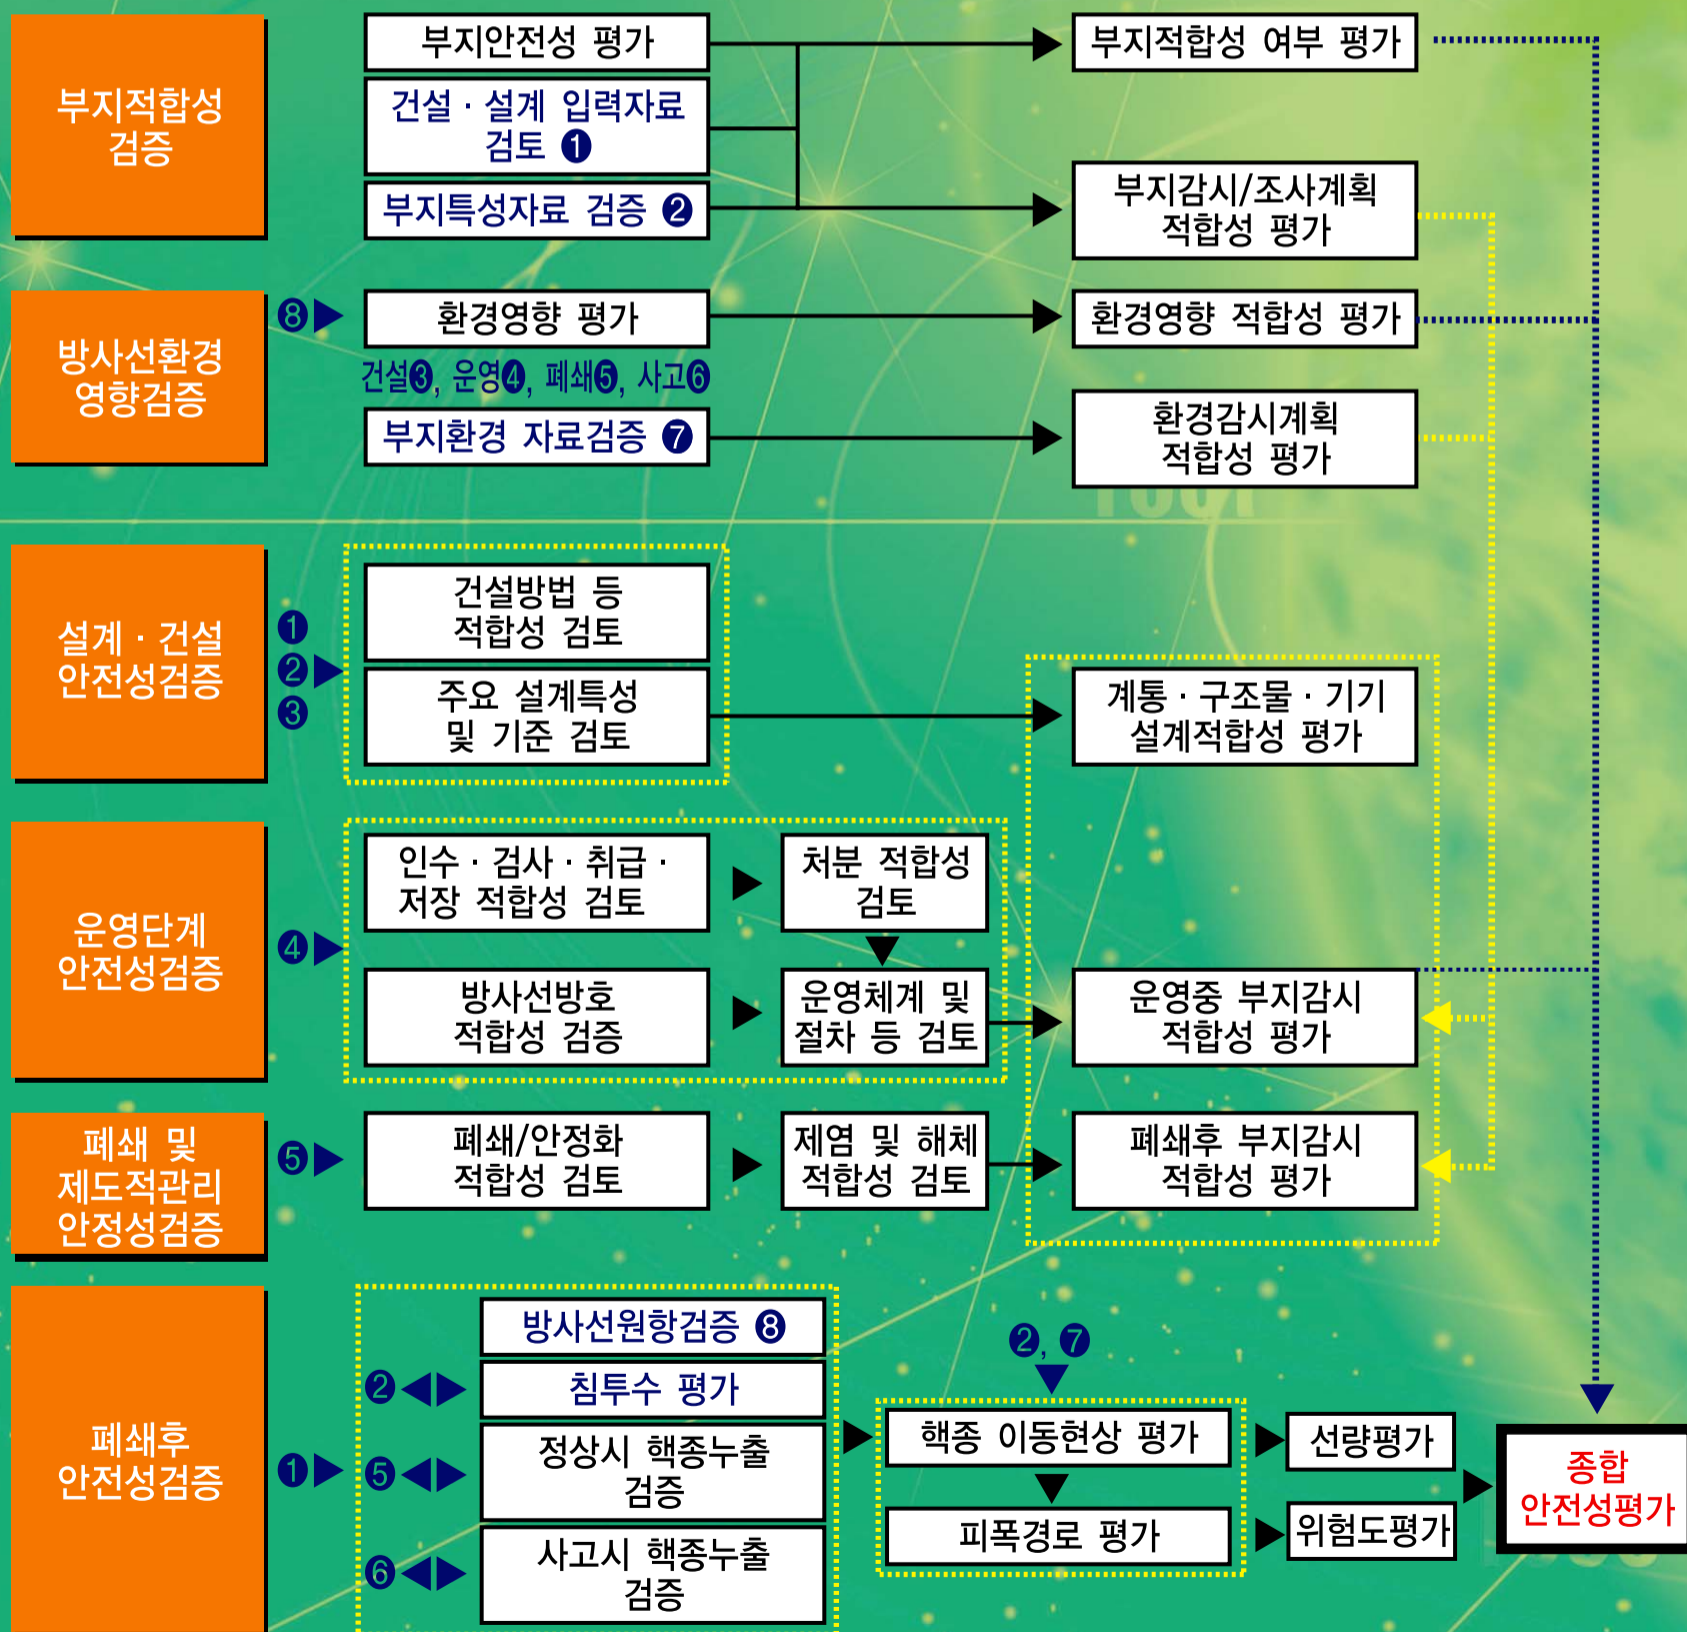 부지적합성
검증
부지안전성 평가
건설 · 설계 입력자료
검토 ❶
부지특성자료 검증 ❷
부지적합성 여부 평가
부지감시/조사계획
적합성 평가
방사선환경
영향검증
❽
환경영향 평가
건설❸, 운영❹, 폐쇄❺, 사고❻
부지환경 자료검증 ❼
환경영향 적합성 평가
환경감시계획
적합성 평가
설계 · 건설
안전성검증
❶
❷
❸
건설방법 등
적합성 검토
주요 설계특성
및 기준 검토
계통 · 구조물 · 기기
설계적합성 평가
운영단계
안전성검증
❹
인수 · 검사 · 취급 ·
저장 적합성 검토
처분 적합성
검토
방사선방호
적합성 검증
운영체계 및
절차 등 검토
운영중 부지감시
적합성 평가
폐쇄 및
제도적관리
안정성검증
❺
폐쇄/안정화
적합성 검토
제염 및 해체
적합성 검토
폐쇄후 부지감시
적합성 평가
폐쇄후
안전성검증
❶
방사선원항검증 ❽
❷
침투수 평가
❺
정상시 핵종누출
검증
❻
사고시 핵종누출
검증
❷, ❼
핵종 이동현상 평가
피폭경로 평가
선량평가
위험도평가
종합
안전성평가